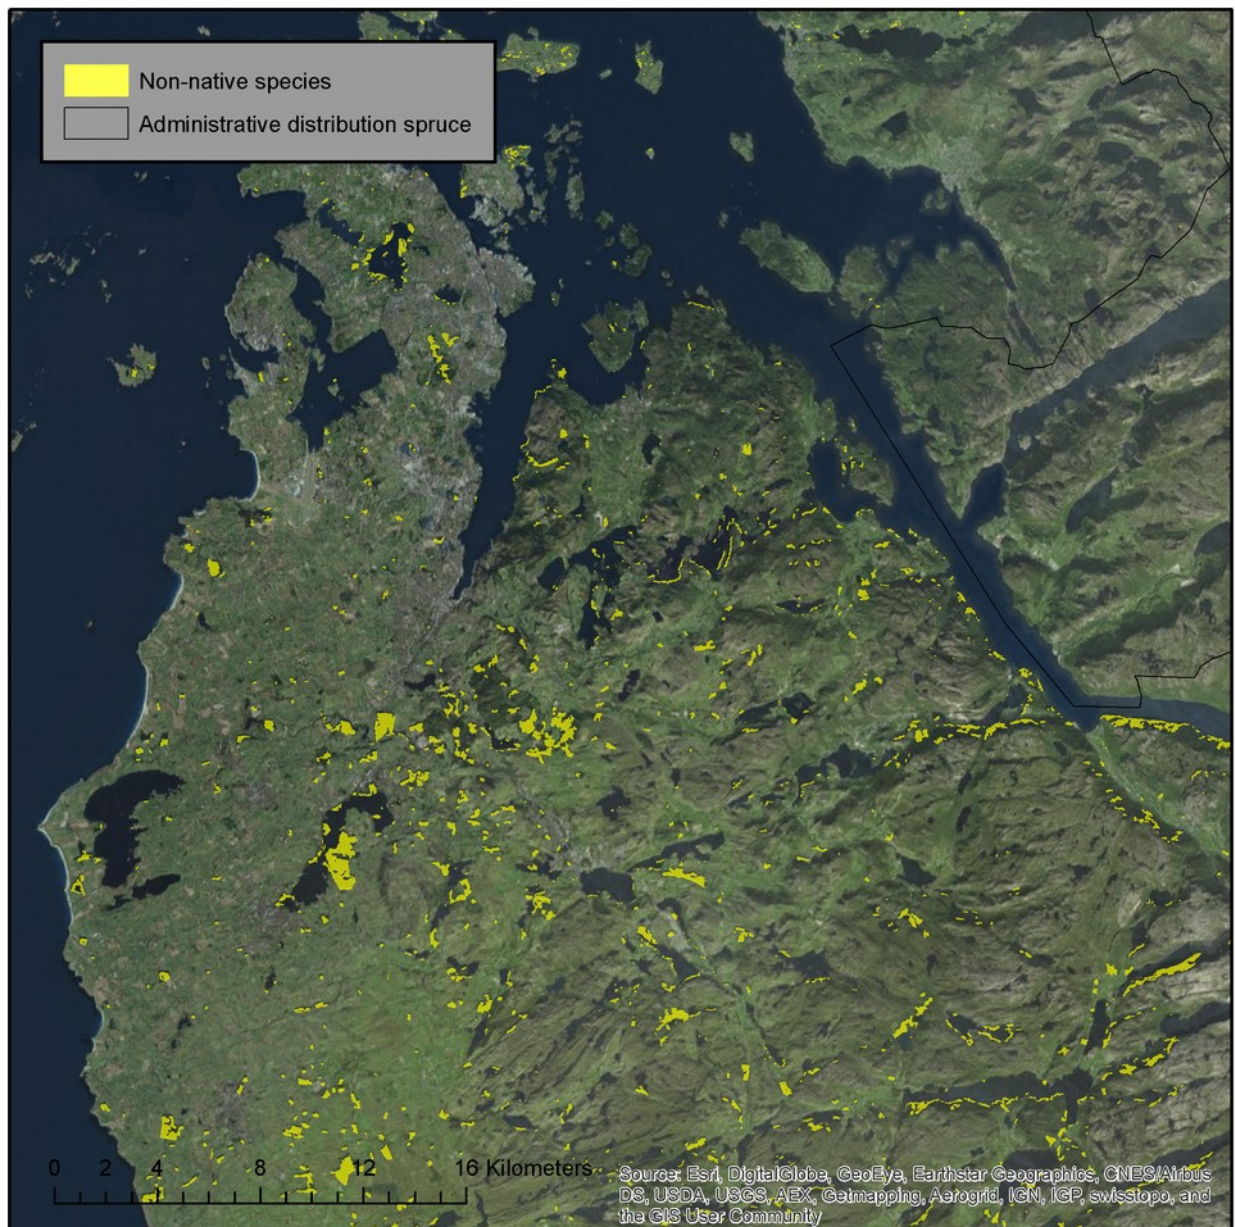 Non-native species
Administrative distribution spruce
0 2 4 8 12 16 Kilometers
Source: Esri, DigitalGlobe, GeoEye, Earthstar Geographics, CNES/Airbus
DS, USDA, USGS, AEX, Getmapping, Aerogrid, IGN, IGP, swisstopo, and
the GIS User Community